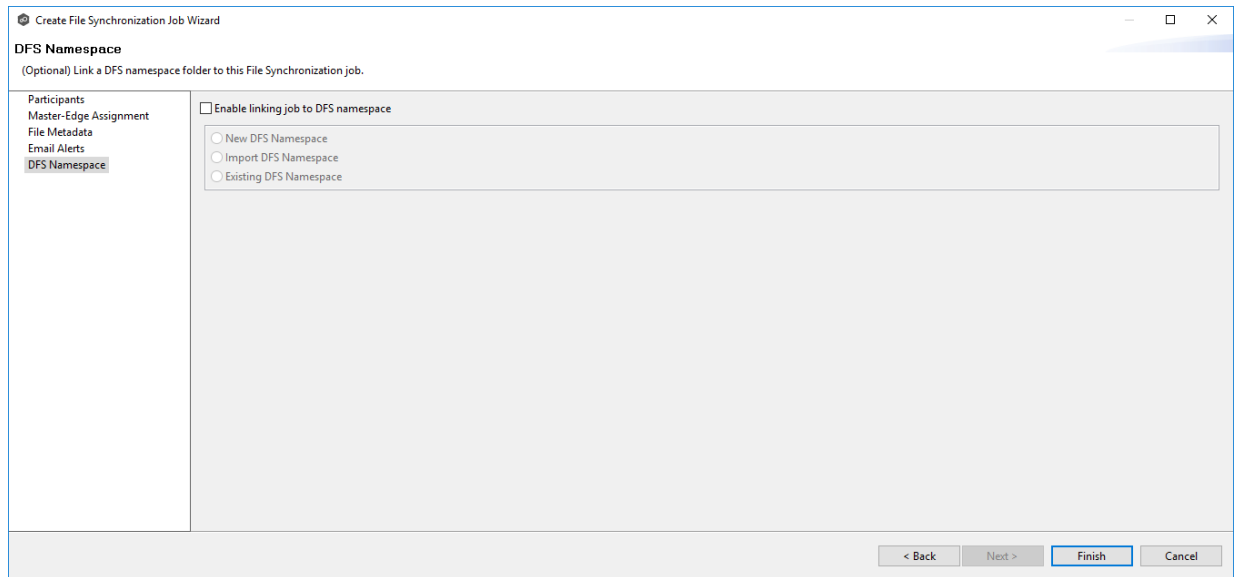 Create File Synchronization Job Wizard
DFS Namespace
(Optional) Link a DFS namespace folder to this File Synchronization job.
Participants
Master-Edge Assignment
File Metadata
Email Alerts
DFS Namespace
Enable linking job to DFS namespace
New DFS Namespace
Import DFS Namespace
Existing DFS Namespace
< Back Next > Finish Cancel